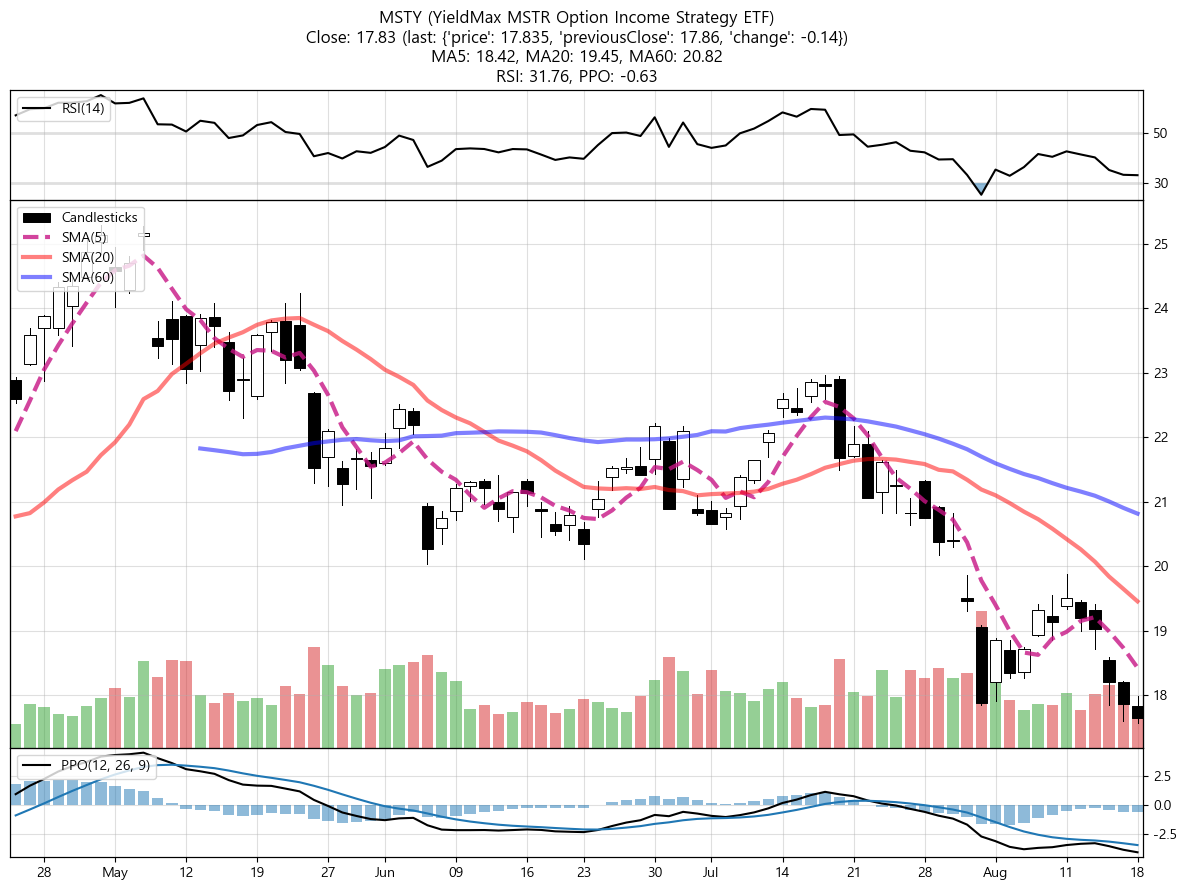 MSTY (YieldMax MSTR Option Income Strategy ETF)
Close: 17.83 (last: {'price': 17.835, 'previousClose': 17.86, 'change': -0.14})
MA5: 18.42, MA20: 19.45, MA60: 20.82
RSI: 31.76, PPO: -0.63
RSI(14)
50
30
Candlesticks
SMA(5)
SMA(20)
SMA(60)
25
24
23
22
21
20
19
18
PPO(12, 26, 9)
2.5
0.0
-2.5
28 May 12 19 27 Jun 09 16 23 30 Jul 14 21 28 Aug 11 18